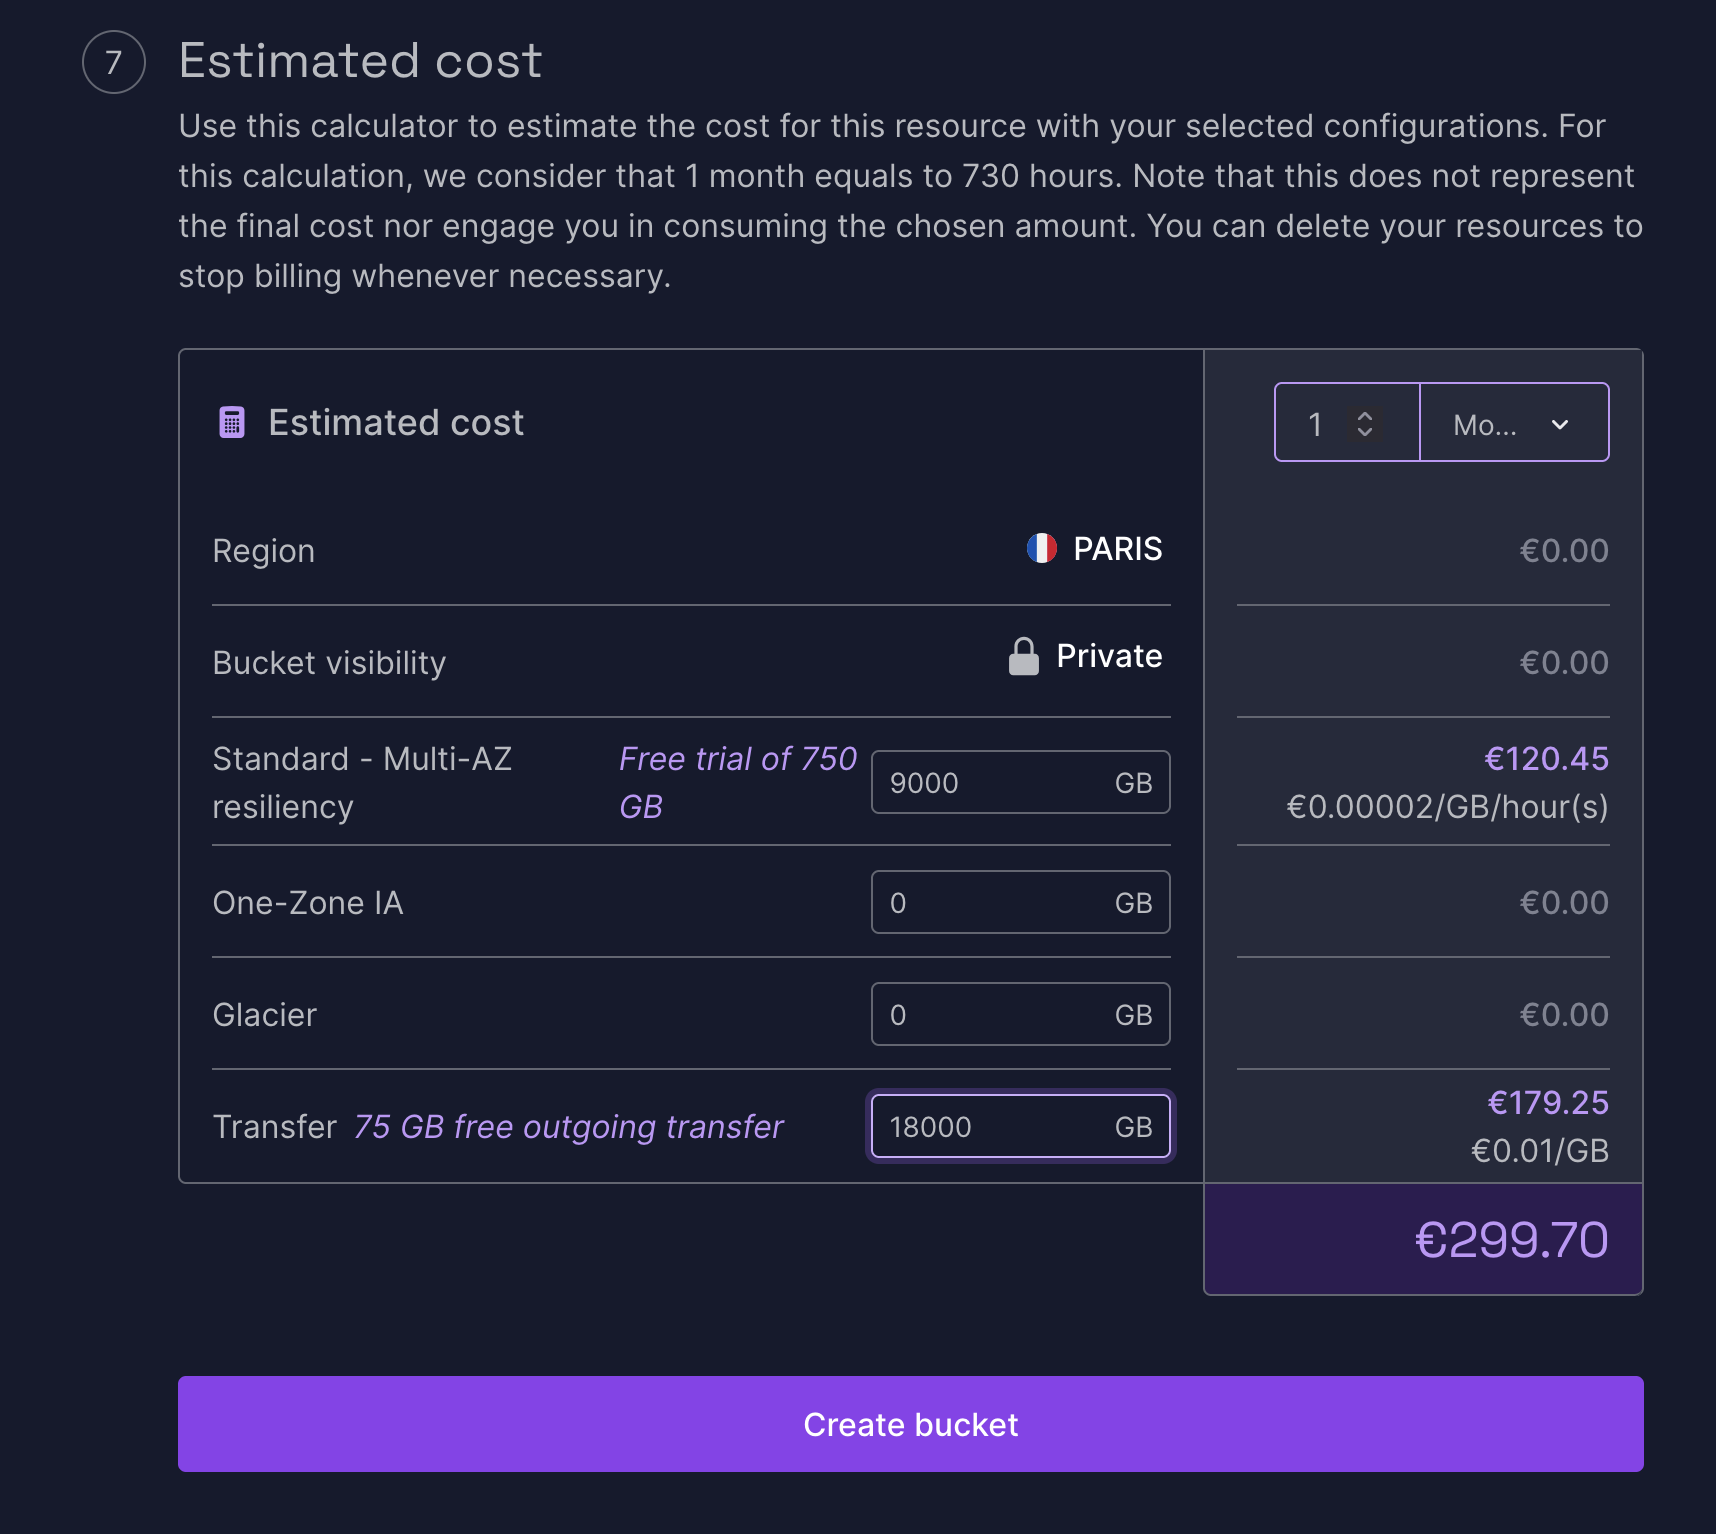 7
Estimated cost
Use this calculator to estimate the cost for this resource with your selected configurations. For
this calculation, we consider that 1 month equals to 730 hours. Note that this does not represent
the final cost nor engage you in consuming the chosen amount. You can delete your resources to
stop billing whenever necessary.
Estimated cost
1 Mo...
Region PARIS €0.00
Bucket visibility Private €0.00
Standard - Multi-AZ
resiliency
Free trial of 750
GB
9000 GB
€120.45
€0.00002/GB/hour(s)
One-Zone IA 0 GB €0.00
Glacier 0 GB €0.00
Transfer 75 GB free outgoing transfer 18000 GB
€179.25
€0.01/GB
€299.70
Create bucket